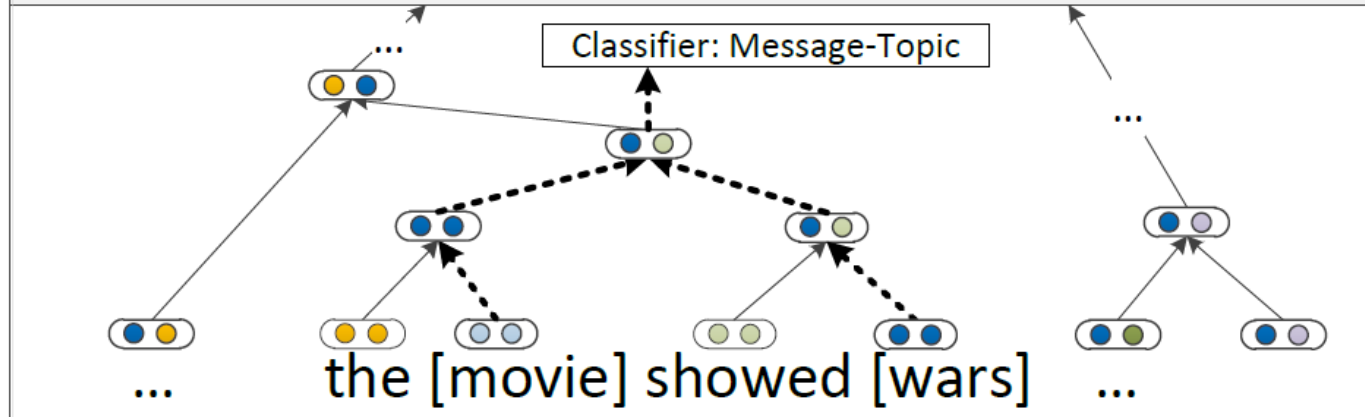 ...
Classifier: Message-Topic
...
... the [movie] showed [wars] ...